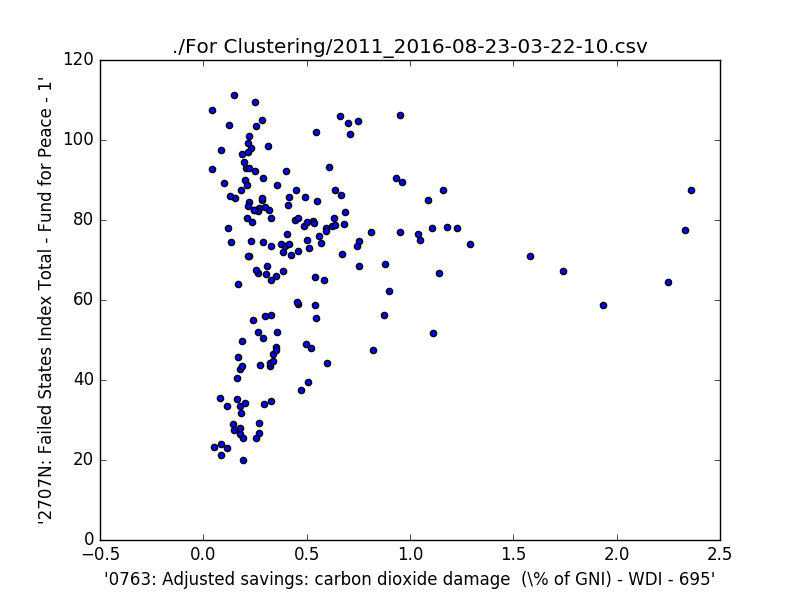 ./For Clustering/2011_2016-08-23-03-22-10.csv
'2707N: Failed States Index Total - Fund for Peace - 1'
120
100
80
60
40
20
0
−0.5 0.0 0.5 1.0 1.5 2.0 2.5
'0763: Adjusted savings: carbon dioxide damage (\% of GNI) - WDI - 695'